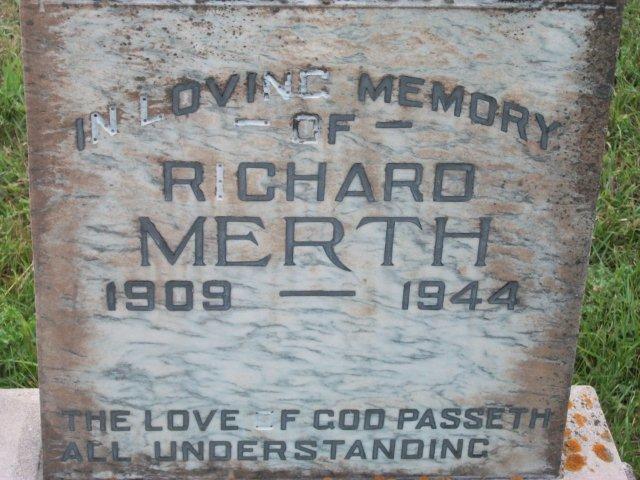 IN LOVING MEMORY
— OF —
RICHARD
MERTH
1909 — 1944
THE LOVE OF GOD PASSETH
ALL UNDERSTANDING